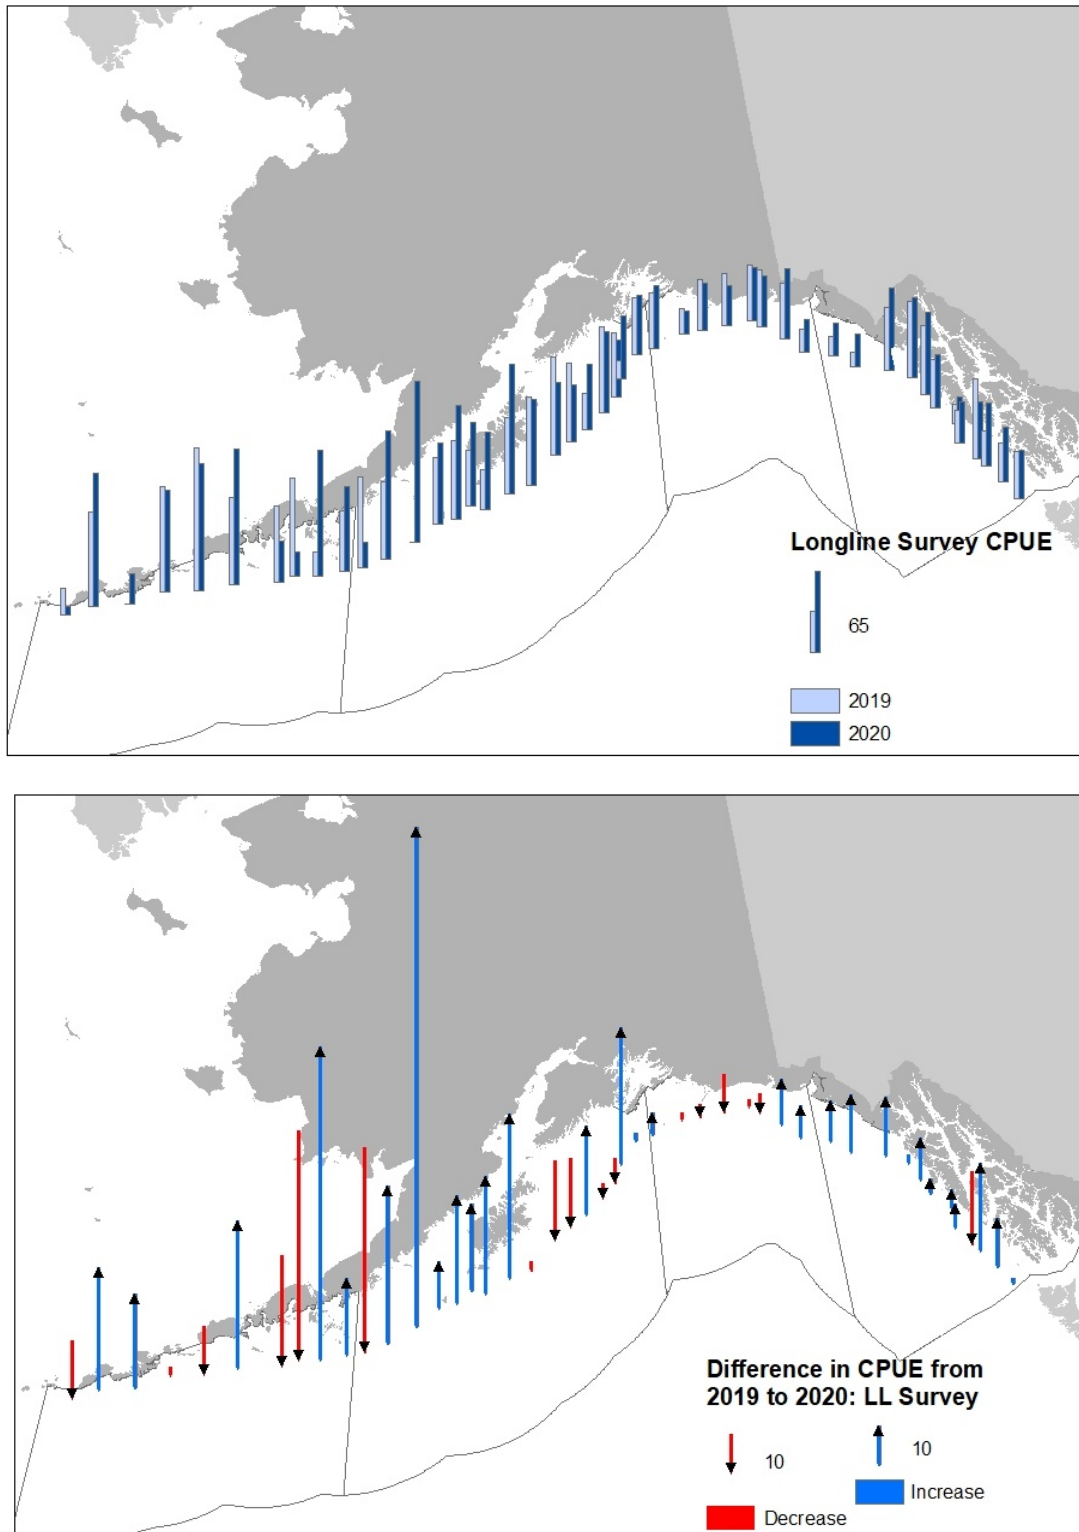 Longline Survey CPUE
65
2019
2020
Difference in CPUE from
2019 to 2020: LL Survey
10
10
Increase
Decrease